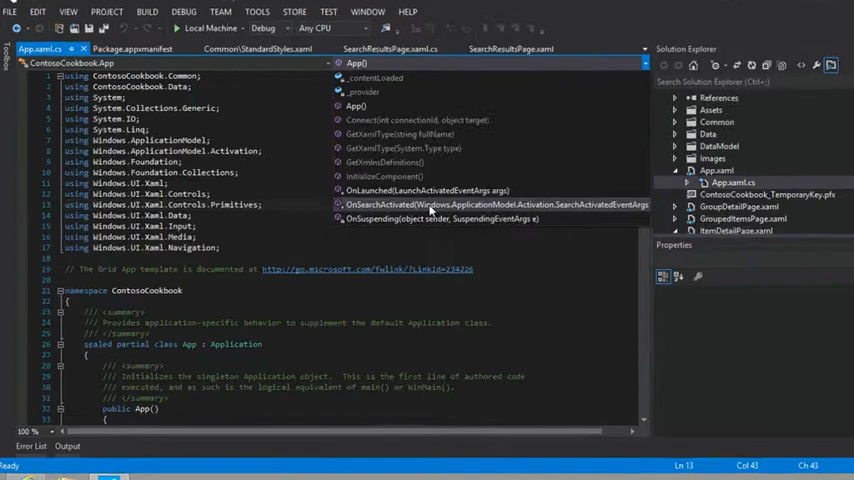 FILE EDIT VIEW PROJECT BUILD DEBUG TEAM TOOLS STORE TEST WINDOW HELP
Local Machine Debug Any CPU
Toolbox
App.xaml.cs Package.appxmanifest Common\StandardStyles.xaml SearchResultsPage.xaml.cs SearchResultsPage.xaml
ContosoCookbook.App App()
_contentLoaded
_provider
App()
Connect(int connectionId, object target)
GetXamlType(string fullName)
GetXamlType(System.Type type)
GetXmlnsDefinitions()
InitializeComponent()
OnLaunched(LaunchActivatedEventArgs args)
OnSearchActivated(Windows.ApplicationModel.Activation.SearchActivatedEventArgs
OnSuspending(object sender, SuspendingEventArgs e)
1 using ContosoCookbook.Common;
2 using ContosoCookbook.Data;
3 using System;
4 using System.Collections.Generic;
5 using System.IO;
6 using System.Linq;
7 using Windows.ApplicationModel;
8 using Windows.ApplicationModel.Activation;
9 using Windows.Foundation;
10 using Windows.Foundation.Collections;
11 using Windows.UI.Xaml;
12 using Windows.UI.Xaml.Controls;
13 using Windows.UI.Xaml.Controls.Primitives;
14 using Windows.UI.Xaml.Data;
15 using Windows.UI.Xaml.Input;
16 using Windows.UI.Xaml.Media;
17 using Windows.UI.Xaml.Navigation;
18
19 // The Grid App template is documented at http://go.microsoft.com/fwlink/?LinkId=234226
20
21 namespace ContosoCookbook
22 {
23 /// <summary>
24 /// Provides application-specific behavior to supplement the default Application class.
25 /// </summary>
26 sealed partial class App : Application
27 {
28 /// <summary>
29 /// Initializes the singleton Application object. This is the first line of authored code
30 /// executed, and as such is the logical equivalent of main() or WinMain().
31 /// </summary>
32 public App()
33 {
100 %
Error List Output
Ready Ln 13 Col 43 Ch 43
Solution Explorer
Search Solution Explorer (Ctrl+;)
References
Assets
Common
Data
DataModel
Images
App.xaml
App.xaml.cs
ContosoCookbook_TemporaryKey.pfx
GroupDetailPage.xaml
GroupedItemsPage.xaml
ItemDetailPage.xaml
Properties